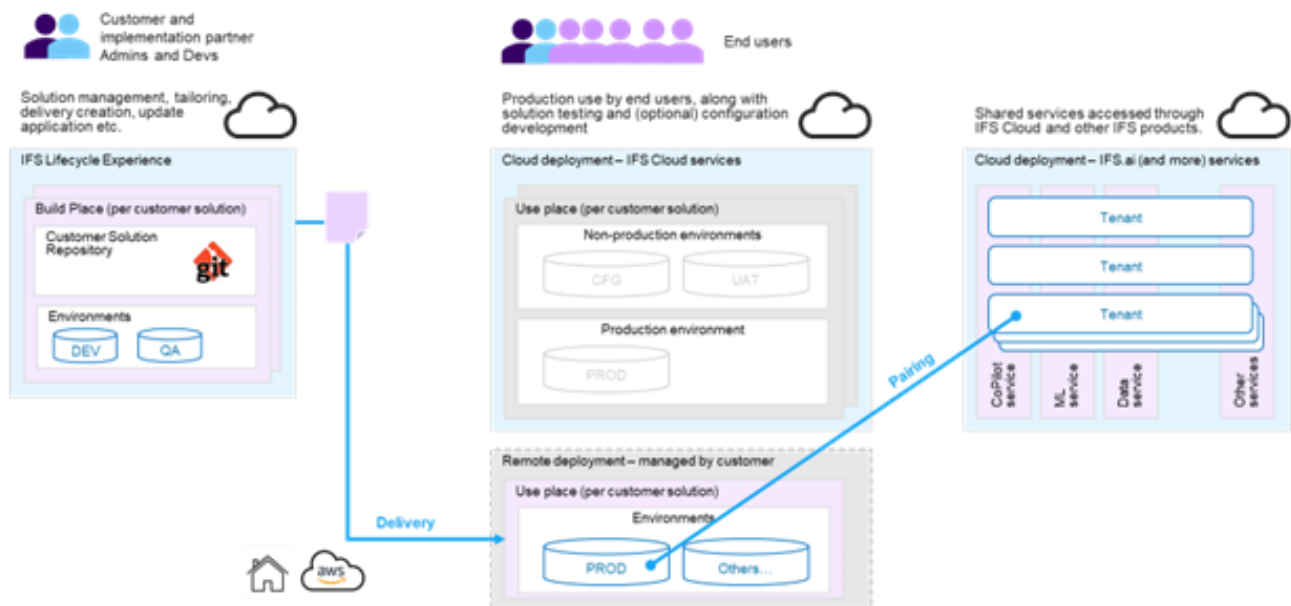 Customer and
implementation partner
Admins and Devs
End users
Solution management, tailoring,
delivery creation, update
application etc.
Production use by end users, along with
solution testing and (optional) configuration
development
Shared services accessed through
IFS Cloud and other IFS products.
IFS Lifecycle Experience
Build Place (per customer solution)
Customer Solution
Repository
git
Environments
DEV
QA
Cloud deployment – IFS Cloud services
Use place (per customer solution)
Non-production environments
CFG
UAT
Production environment
PROD
Cloud deployment – IFS.ai (and more) services
Tenant
Tenant
Tenant
CoPilot
service
ML
service
Data
service
Other
services
Pairing
Remote deployment – managed by customer
Use place (per customer solution)
Environments
PROD
Others...
Delivery
aws